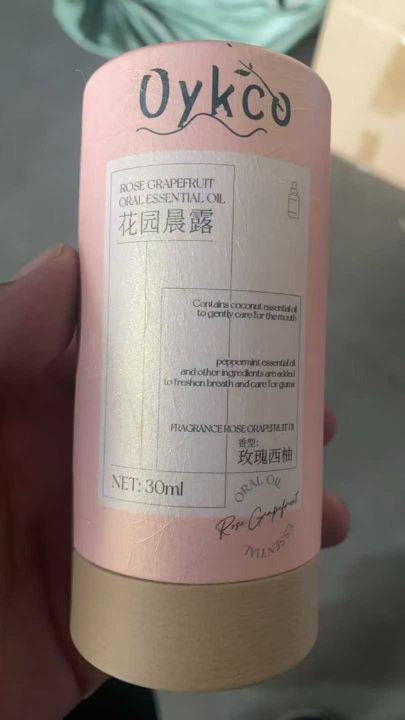 Oykco
ROSE GRAPEFRUIT
ORAL ESSENTIAL OIL
花园晨露
Contains coconut essential oil
to gently care for the mouth
peppermint essential oil
and other ingredients are added
to freshen breath and care for gums
FRAGRANCE ROSE GRAPEFRUIT 01
香型:
玫瑰西柚
NET: 30ml
ORAL OIL
Rose Grapefruit
ESSENTIAL